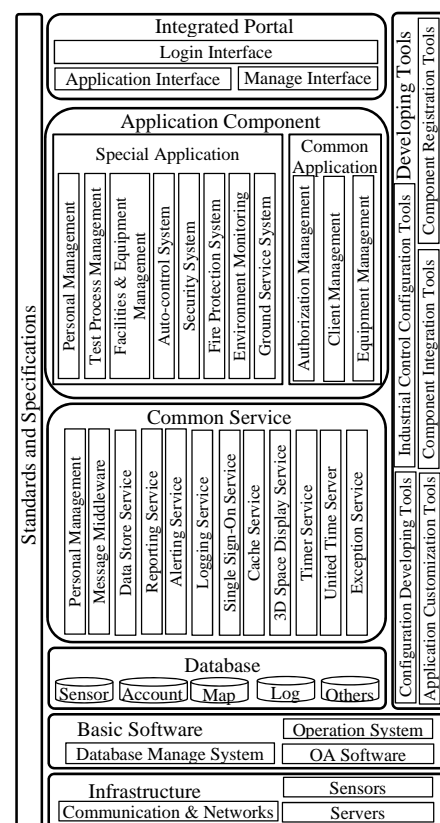 Integrated Portal
Login Interface
Application Interface
Manage Interface
Standards and Specifications
Application Component
Special Application
Personal Management
Test Process Management
Facilities & Equipment
Management
Auto-control System
Security System
Fire Protection System
Environment Monitoring
Ground Service System
Common
Application
Authorization Management
Client Management
Equipment Management
Common Service
Personal Management
Message Middleware
Data Store Service
Reporting Service
Alerting Service
Logging Service
Single Sign-On Service
Cache Service
3D Space Display Service
Timer Service
United Time Server
Exception Service
Database
Sensor
Account
Map
Log
Others
Basic Software
Operation System
Database Manage System
OA Software
Infrastructure
Sensors
Communication & Networks
Servers
Developing Tools
Component Registration Tools
Industrial Control Configuration Tools
Component Integration Tools
Configuration Developing Tools
Application Customization Tools